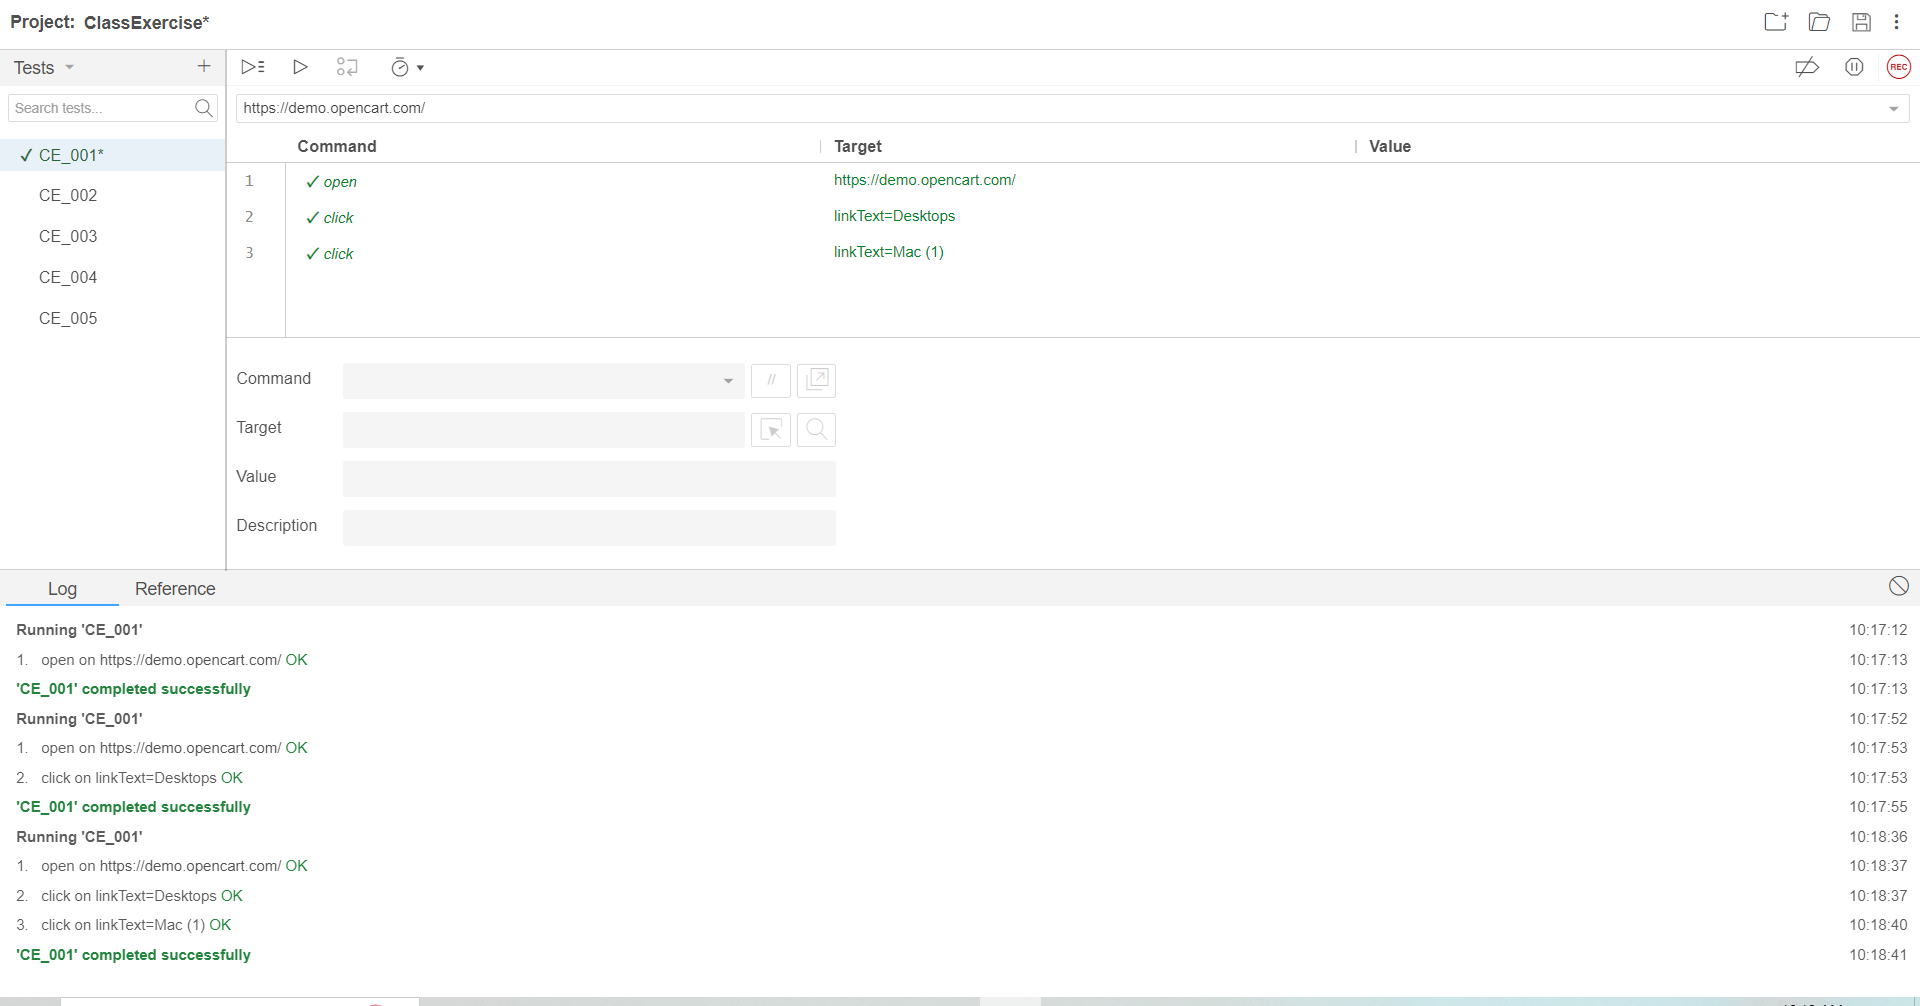 Project: ClassExercise*
Tests
Search tests...
✓ CE_001*
CE_002
CE_003
CE_004
CE_005
REC
https://demo.opencart.com/
Command Target Value
1 ✓ open https://demo.opencart.com/
2 ✓ click linkText=Desktops
3 ✓ click linkText=Mac (1)
Command
//
Target
Value
Description
Log Reference
Running 'CE_001' 10:17:12
1. open on https://demo.opencart.com/ OK 10:17:13
'CE_001' completed successfully 10:17:13
Running 'CE_001' 10:17:52
1. open on https://demo.opencart.com/ OK 10:17:53
2. click on linkText=Desktops OK 10:17:53
'CE_001' completed successfully 10:17:55
Running 'CE_001' 10:18:36
1. open on https://demo.opencart.com/ OK 10:18:37
2. click on linkText=Desktops OK 10:18:37
3. click on linkText=Mac (1) OK 10:18:40
'CE_001' completed successfully 10:18:41